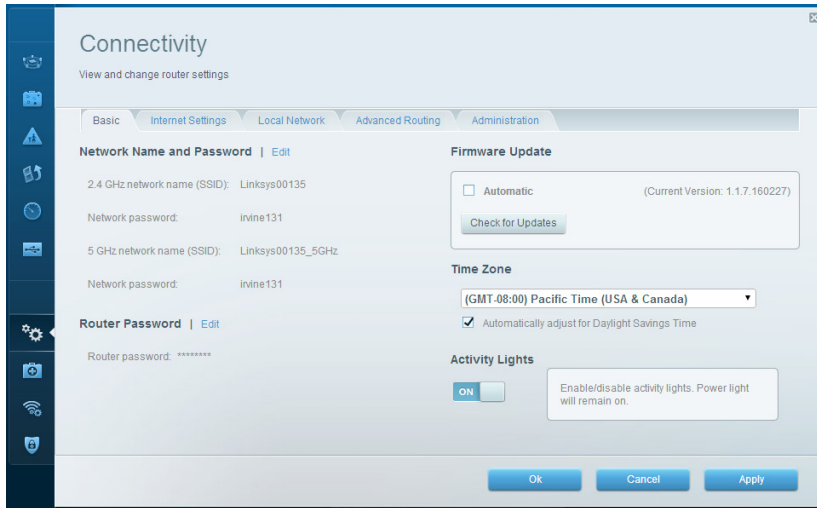 Connectivity
View and change router settings
Basic
Internet Settings
Local Network
Advanced Routing
Administration
Network Name and Password | Edit
2.4 GHz network name (SSID): Linksys00135
Network password: irvine131
5 GHz network name (SSID): Linksys00135_5GHz
Network password: irvine131
Router Password | Edit
Router password: ********
Firmware Update
Automatic (Current Version: 1.1.7.160227)
Check for Updates
Time Zone
(GMT-08:00) Pacific Time (USA & Canada)
Automatically adjust for Daylight Savings Time
Activity Lights
ON
Enable/disable activity lights. Power light
will remain on.
Ok
Cancel
Apply